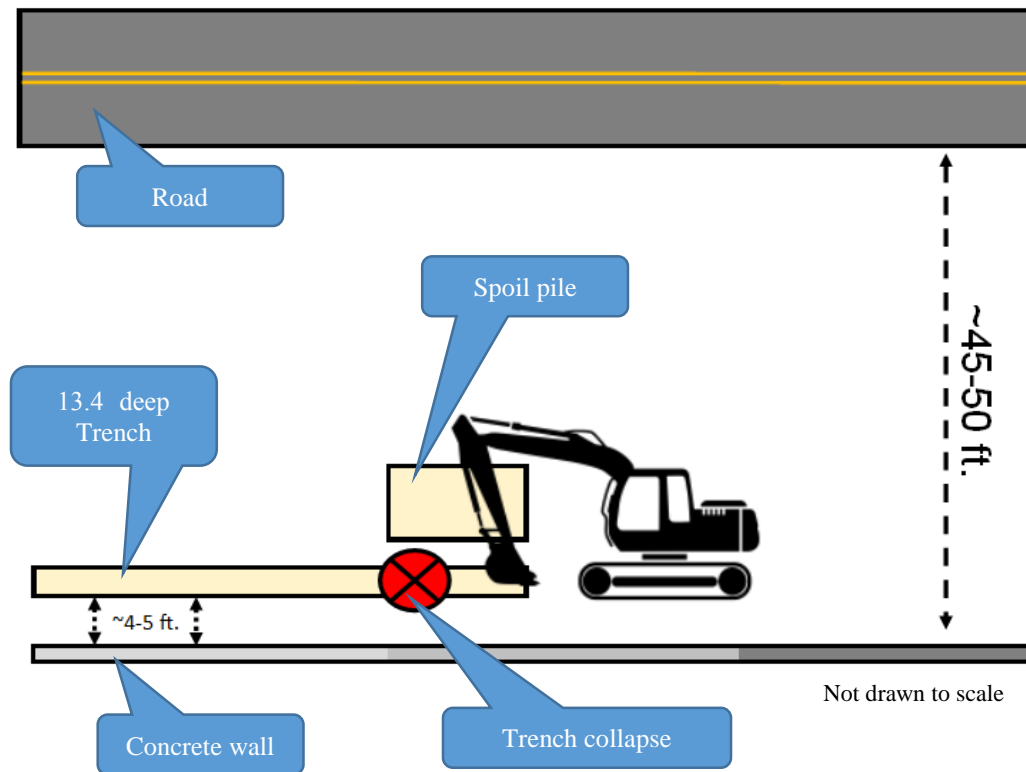 Road
Spoil pile
13.4 deep
Trench
~45-50 ft.
~4-5 ft.
Not drawn to scale
Concrete wall
Trench collapse